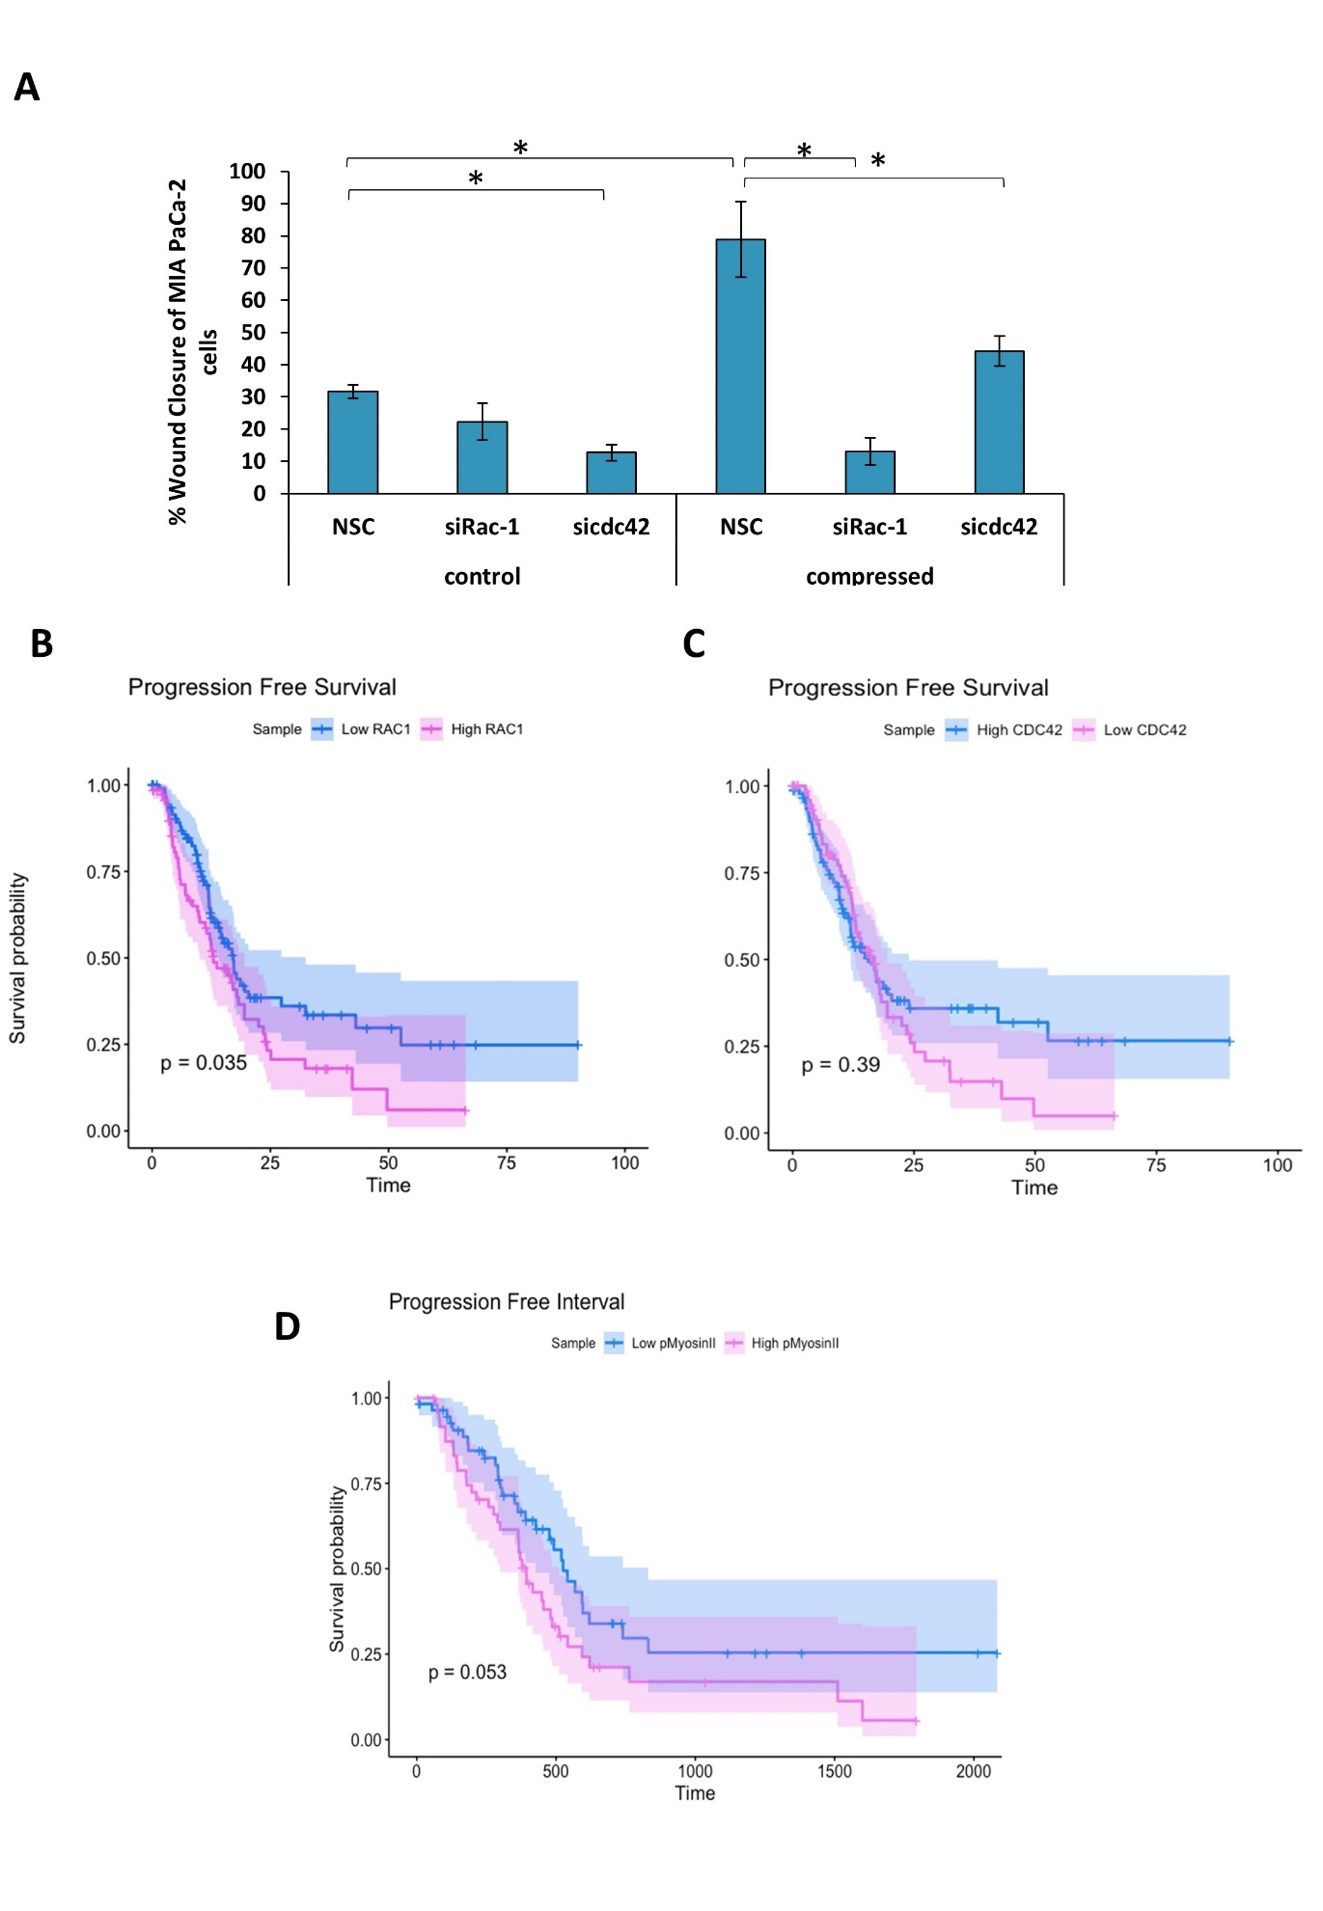 A
*
*
*
*
% Wound Closure of MIA PaCa-2
cells
100
90
80
70
60
50
40
30
20
10
0
NSC
siRac-1
sicdc42
NSC
siRac-1
sicdc42
control
compressed
B
Progression Free Survival
Sample Low RAC1 High RAC1
Survival probability
1.00
0.75
0.50
0.25
0.00
p = 0.035
0 25 50 75 100
Time
C
Progression Free Survival
Sample High CDC42 Low CDC42
1.00
0.75
0.50
0.25
0.00
p = 0.39
0 25 50 75 100
Time
D
Progression Free Interval
Sample Low pMyosinII High pMyosinII
Survival probability
1.00
0.75
0.50
0.25
0.00
p = 0.053
0 500 1000 1500 2000
Time